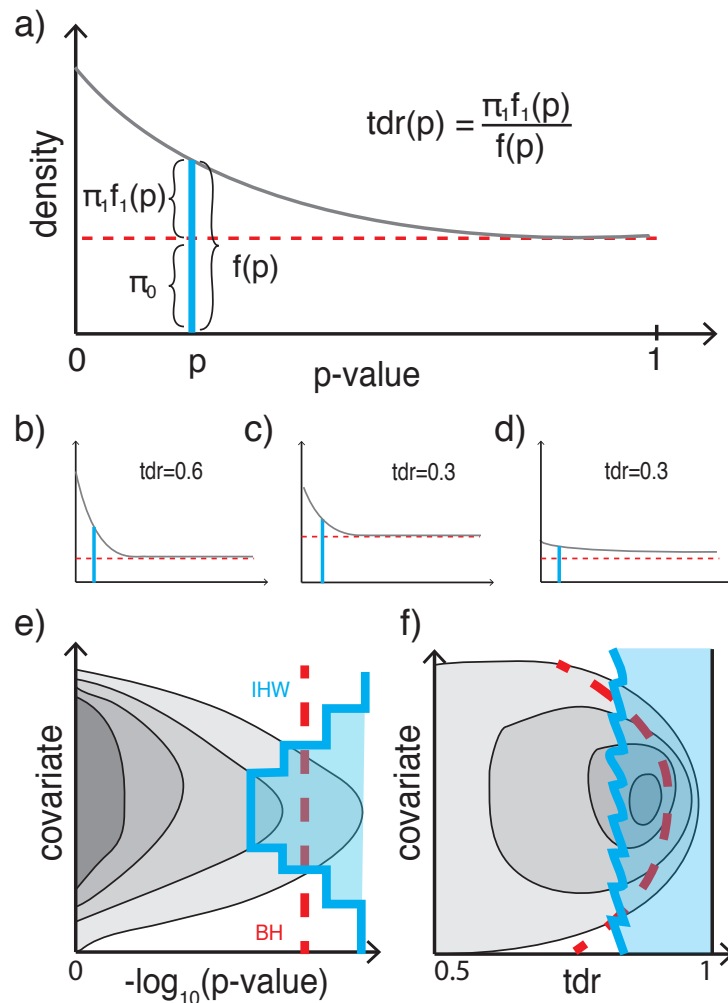 a)
density
tdr(p) = π₁f₁(p)
f(p)
π₁f₁(p)
π₀
f(p)
0
p
p-value
1
b)
tdr=0.6
c)
tdr=0.3
d)
tdr=0.3
e)
covariate
IHW
BH
0
-log₁₀(p-value)
f)
covariate
0.5
tdr
1